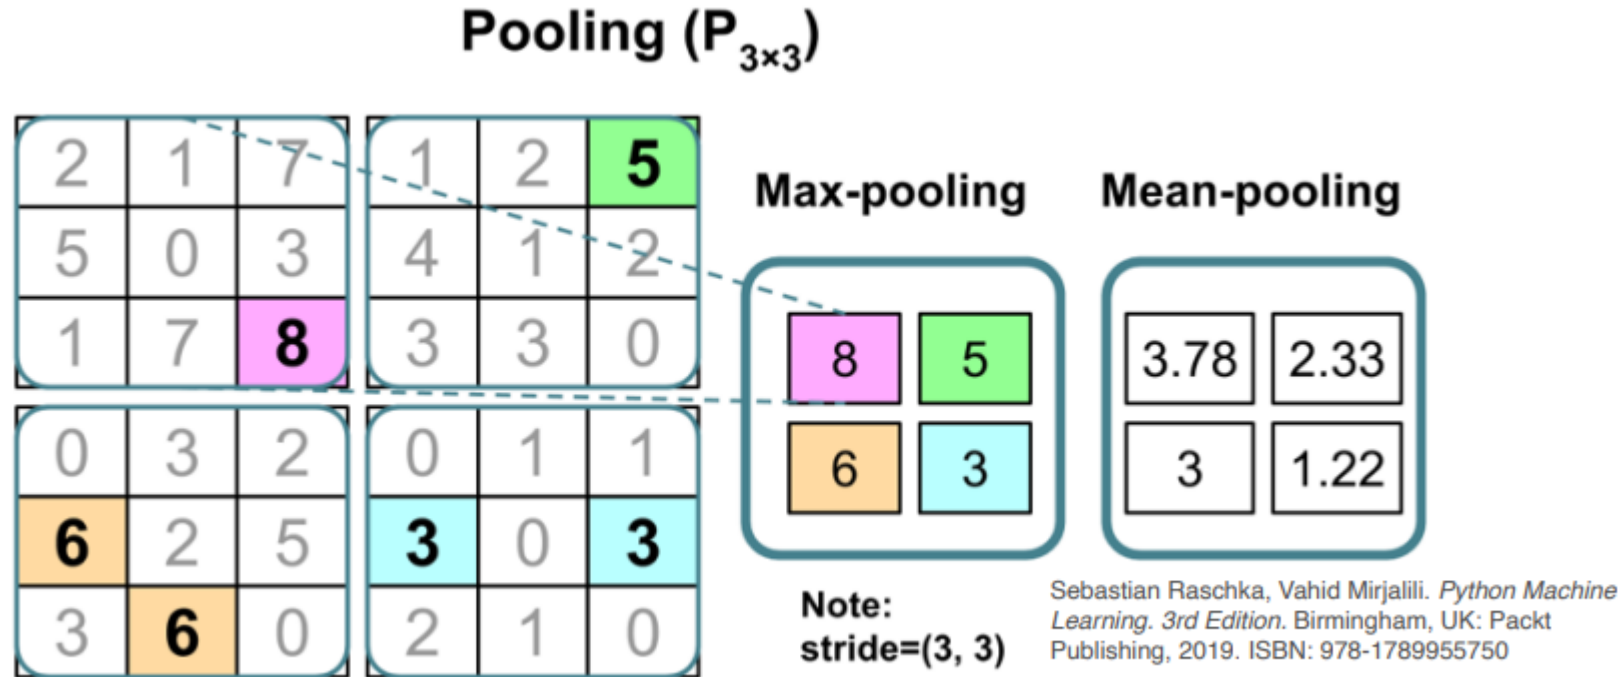 Pooling (P3×3)
2 1 7 1 2 5
5 0 3 4 1 2
1 7 8 3 3 0
0 3 2 0 1 1
6 2 5 3 0 3
3 6 0 2 1 0
Max-pooling
8 5
6 3
Mean-pooling
3.78 2.33
3 1.22
Note:
stride=(3, 3)
Sebastian Raschka, Vahid Mirjalili. Python Machine
Learning. 3rd Edition. Birmingham, UK: Packt
Publishing, 2019. ISBN: 978-1789955750